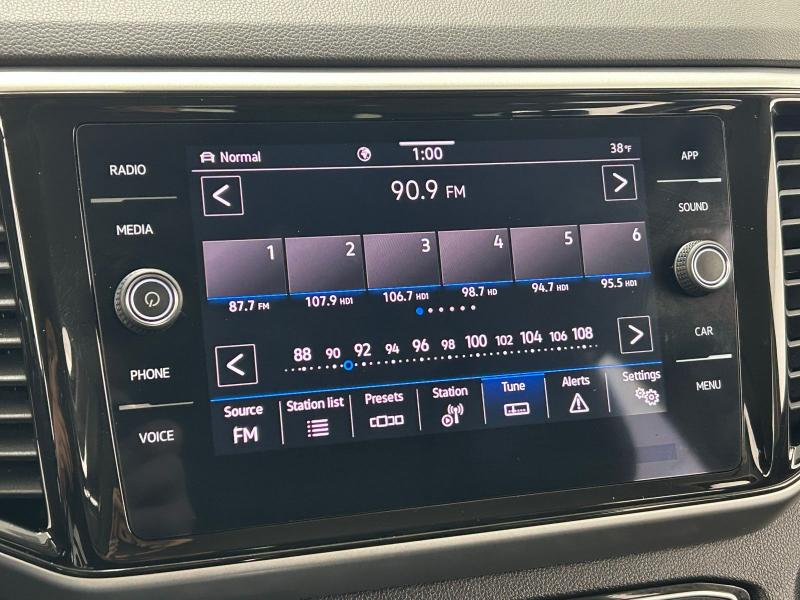 RADIO
MEDIA
PHONE
VOICE
Normal
1:00
38°F
90.9 FM
1 2 3 4 5 6
87.7 FM 107.9 HD1 106.7 HD1 98.7 HD 94.7 HD1 95.5 HD1
88 90 92 94 96 98 100 102 104 106 108
Source Station list Presets Station Tune Alerts Settings
FM
APP
SOUND
CAR
MENU